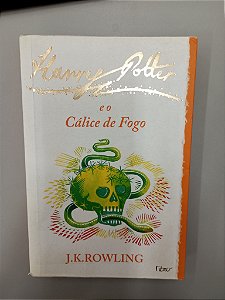 Harry Potter
e o
Cálice de Fogo
J.K.ROWLING
Rocco